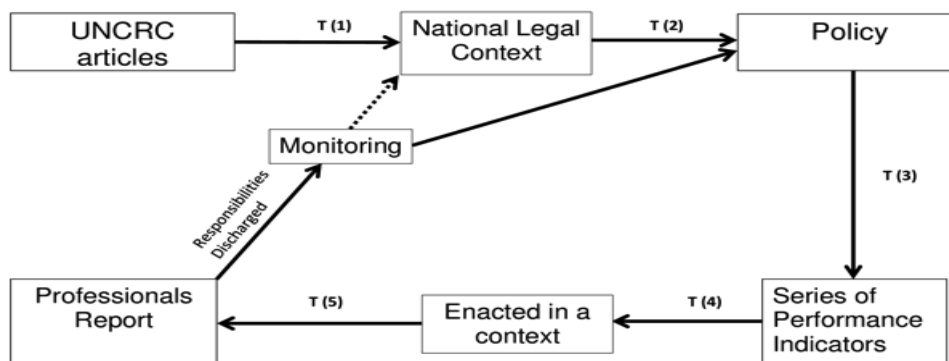 UNCRC
articles
T (1)
National Legal
Context
T (2)
Policy
Monitoring
T (3)
Responsibilities
Discharged
Professionals
Report
T (5)
Enacted in a
context
T (4)
Series of
Performance
Indicators